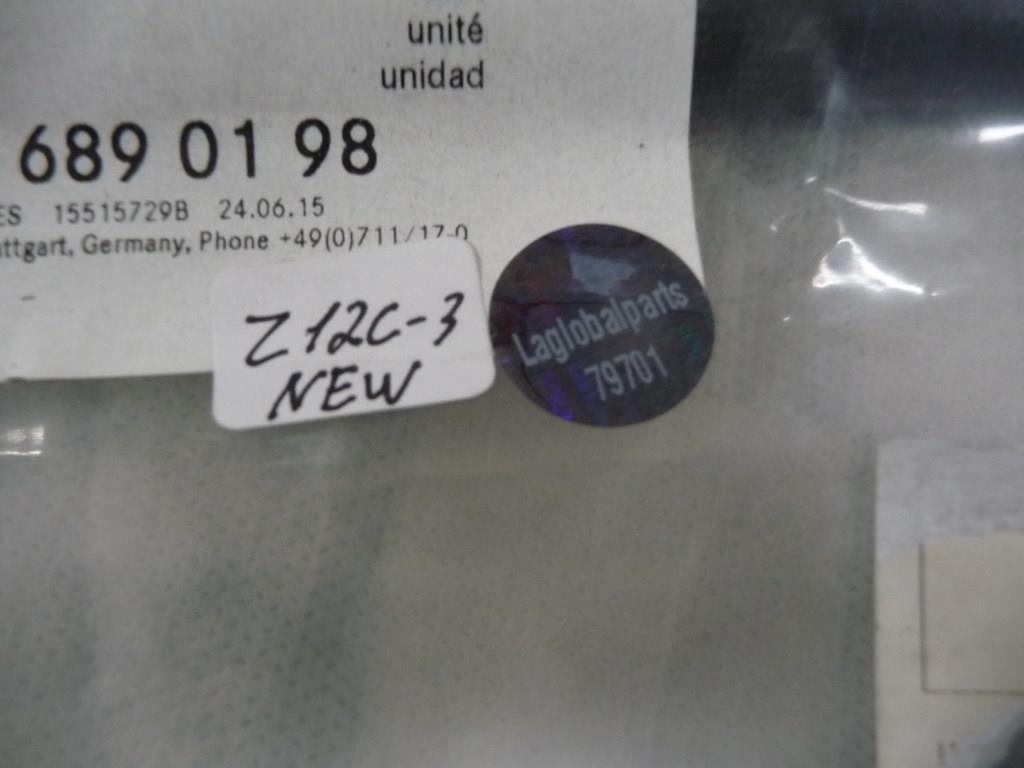 unité
unidad
689 01 98
ES 15515729B 24.06.15
uttgart, Germany, Phone +49(0)711/17-0
Z12C-3
NEW
Laglobalparts
79701